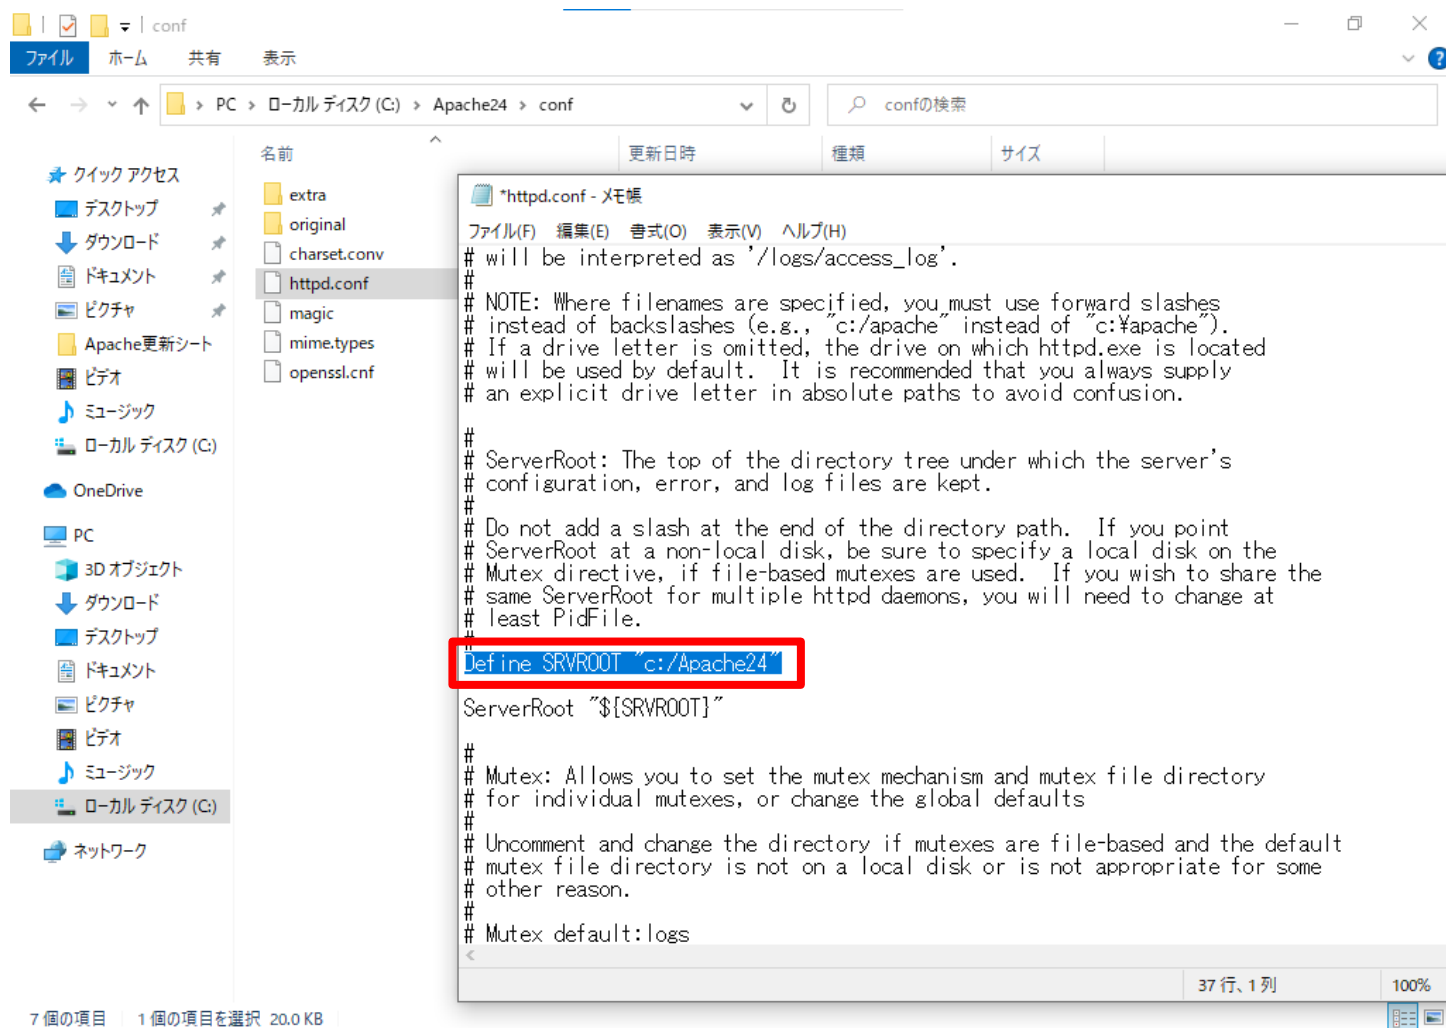 conf
ファイル ホーム 共有 表示
PC › ローカル ディスク (C:) › Apache24 › conf
confの検索
名前 更新日時 種類 サイズ
クイック アクセス
デスクトップ
ダウンロード
ドキュメント
ピクチャ
Apache更新シート
ビデオ
ミュージック
ローカル ディスク (C:)
OneDrive
PC
3D オブジェクト
ダウンロード
デスクトップ
ドキュメント
ピクチャ
ビデオ
ミュージック
ローカル ディスク (C:)
ネットワーク
extra
original
charset.conv
httpd.conf
magic
mime.types
openssl.cnf
*httpd.conf - メモ帳
ファイル(F) 編集(E) 書式(O) 表示(V) ヘルプ(H)
# will be interpreted as '/logs/access_log'.
#
# NOTE: Where filenames are specified, you must use forward slashes
# instead of backslashes (e.g., "c:/apache" instead of "c:¥apache").
# If a drive letter is omitted, the drive on which httpd.exe is located
# will be used by default.  It is recommended that you always supply
# an explicit drive letter in absolute paths to avoid confusion.
#
# ServerRoot: The top of the directory tree under which the server's
# configuration, error, and log files are kept.
#
# Do not add a slash at the end of the directory path.  If you point
# ServerRoot at a non-local disk, be sure to specify a local disk on the
# Mutex directive, if file-based mutexes are used.  If you wish to share the
# same ServerRoot for multiple httpd daemons, you will need to change at
# least PidFile.
#
Define SRVROOT "c:/Apache24"
ServerRoot "${SRVROOT}"
#
# Mutex: Allows you to set the mutex mechanism and mutex file directory
# for individual mutexes, or change the global defaults
#
# Uncomment and change the directory if mutexes are file-based and the default
# mutex file directory is not on a local disk or is not appropriate for some
# other reason.
#
# Mutex default:logs
37 行、1 列 100%
7 個の項目 1 個の項目を選択 20.0 KB